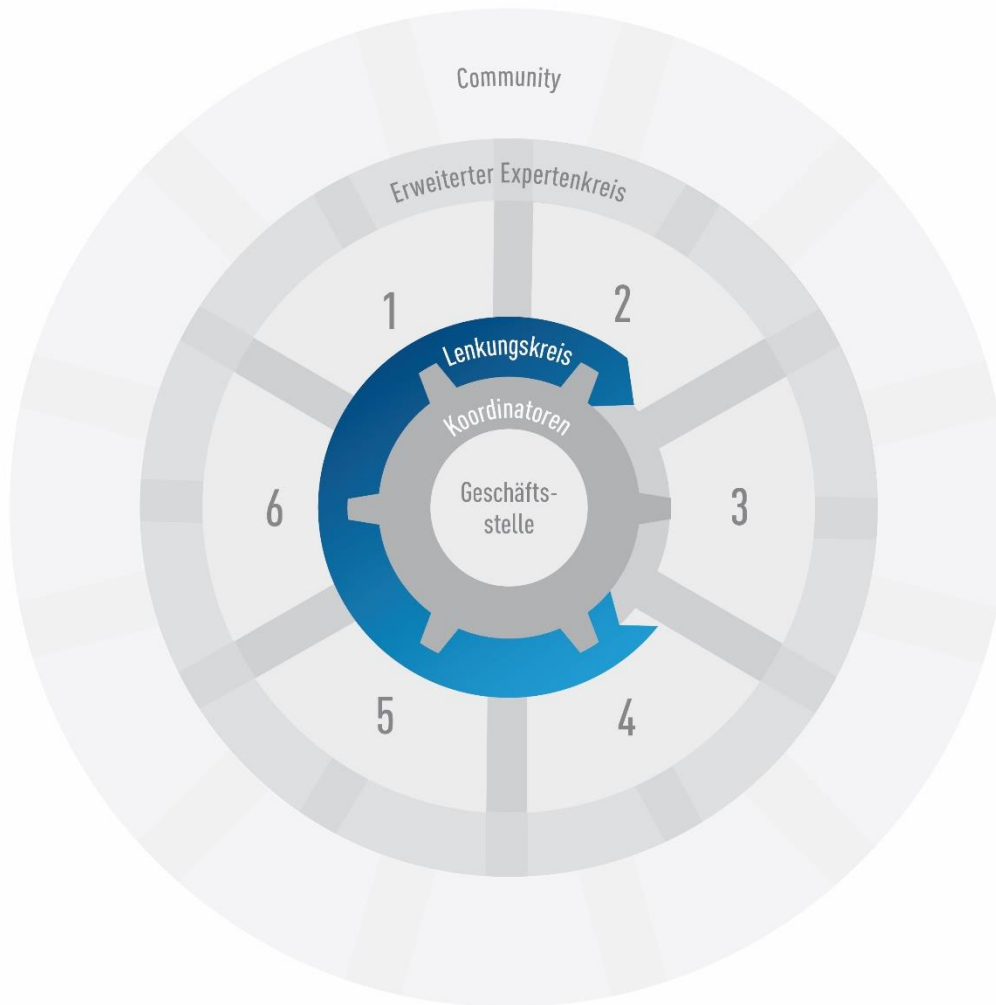 Community
Erweiterter Expertenkreis
1
2
Lenkungskreis
Koordinatoren
Geschäfts-
stelle
6
3
5
4